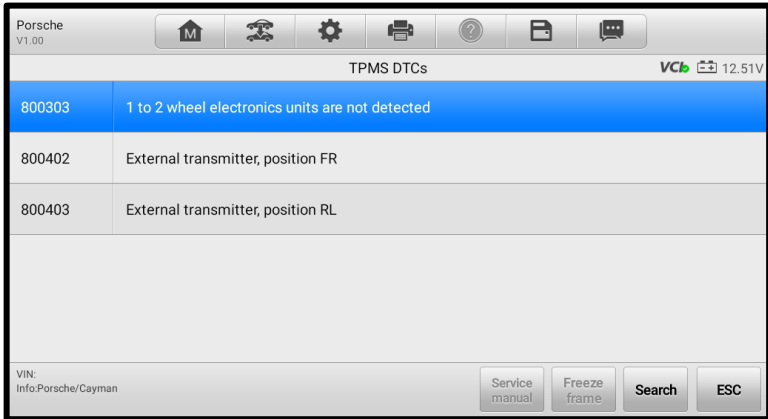 Porsche
V1.00
M
?
TPMS DTCs
VCI
12.51V
800303 1 to 2 wheel electronics units are not detected
800402 External transmitter, position FR
800403 External transmitter, position RL
VIN:
Info:Porsche/Cayman
Service manual
Freeze frame
Search
ESC